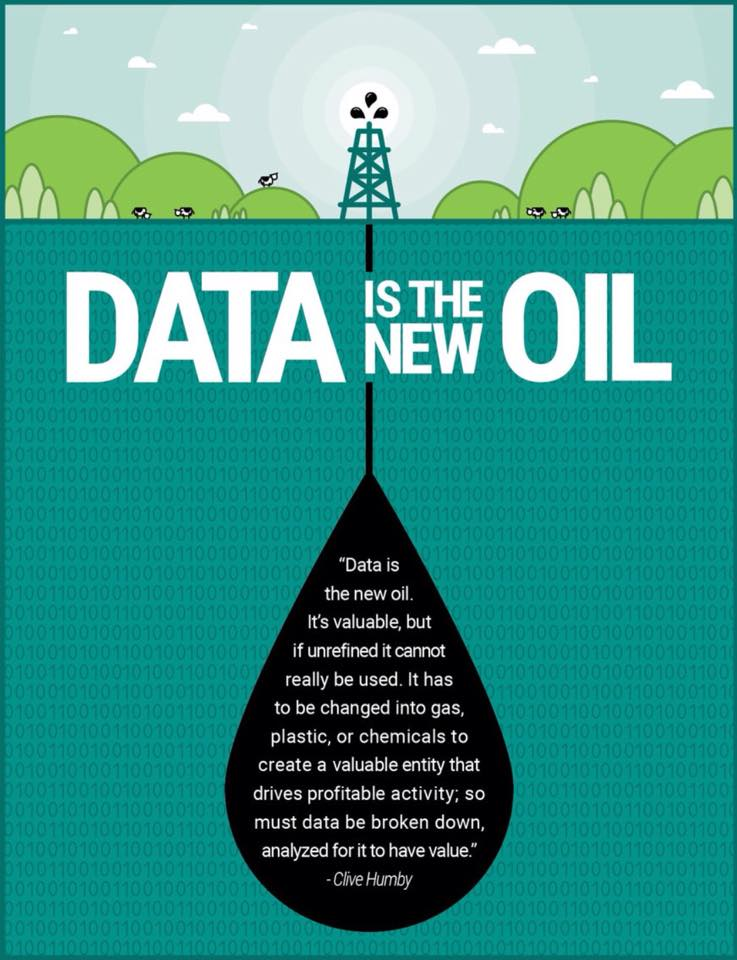 DATA IS THE NEW OIL
“Data is
the new oil.
It’s valuable, but
if unrefined it cannot
really be used. It has
to be changed into gas,
plastic, or chemicals to
create a valuable entity that
drives profitable activity; so
must data be broken down,
analyzed for it to have value.”
- Clive Humby